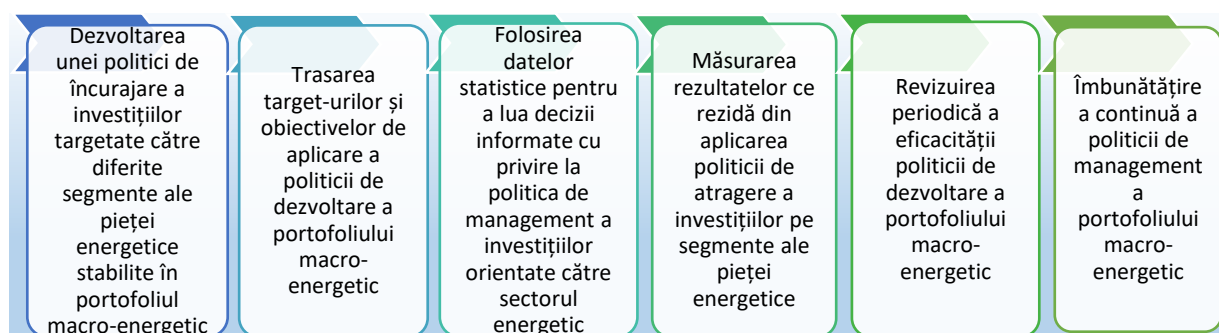 Dezvoltarea
unei politici de
încurajare a
investițiilor
targetate către
diferite
segmente ale
pieței
energetice
stabilite în
portofoliul
macro-energetic
Trasarea
target-urilor și
obiectivelor de
aplicare a
politicii de
dezvoltare a
portofoliului
macro-
energetic
Folosirea
datelor
statistice pentru
a lua decizii
informate cu
privire la
politica de
management a
investițiilor
orientate către
sectorul
energetic
Măsurarea
rezultatelor ce
rezidă din
aplicarea
politicii de
atragere a
investițiilor pe
segmente ale
pieței
energetice
Revizuirea
periodică a
eficacității
politicii de
dezvoltare a
portofoliului
macro-
energetic
Îmbunătățire
a continuă a
politicii de
management
a
portofoliului
macro-
energetic